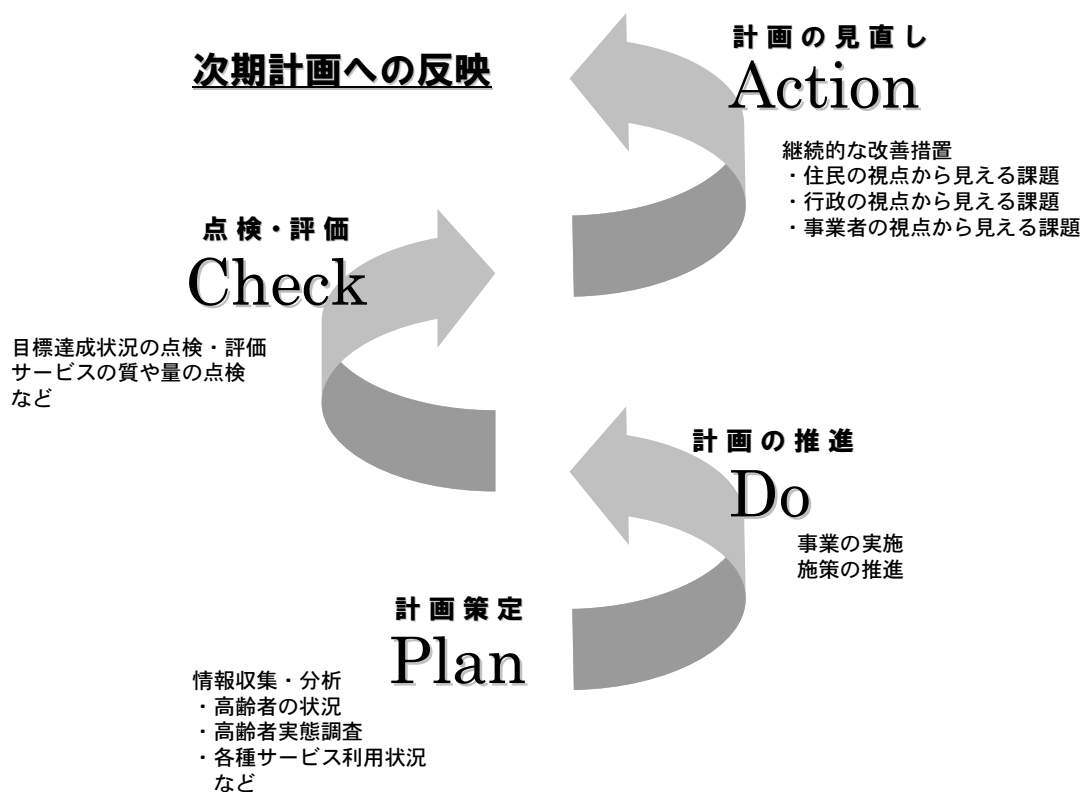 次期計画への反映
計画の見直し
Action
継続的な改善措置
・住民の視点から見える課題
・行政の視点から見える課題
・事業者の視点から見える課題
点検・評価
Check
目標達成状況の点検・評価
サービスの質や量の点検
など
計画の推進
Do
事業の実施
施策の推進
計画策定
Plan
情報収集・分析
・高齢者の状況
・高齢者実態調査
・各種サービス利用状況
など